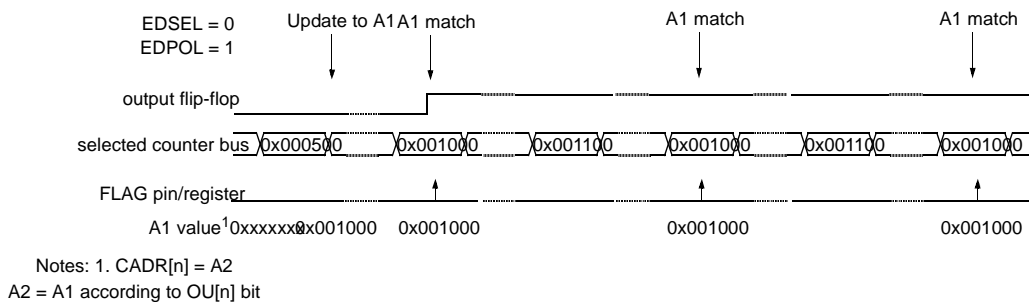 EDSEL = 0
EDPOL = 1
Update to A1 A1 match A1 match A1 match
output flip-flop
selected counter bus 0x000500 0x001000 0x001100 0x001000 0x001100 0x001000
FLAG pin/register
A1 value1 0xxxxxxx 0x001000 0x001000 0x001000 0x001000
Notes: 1. CADR[n] = A2
A2 = A1 according to OU[n] bit